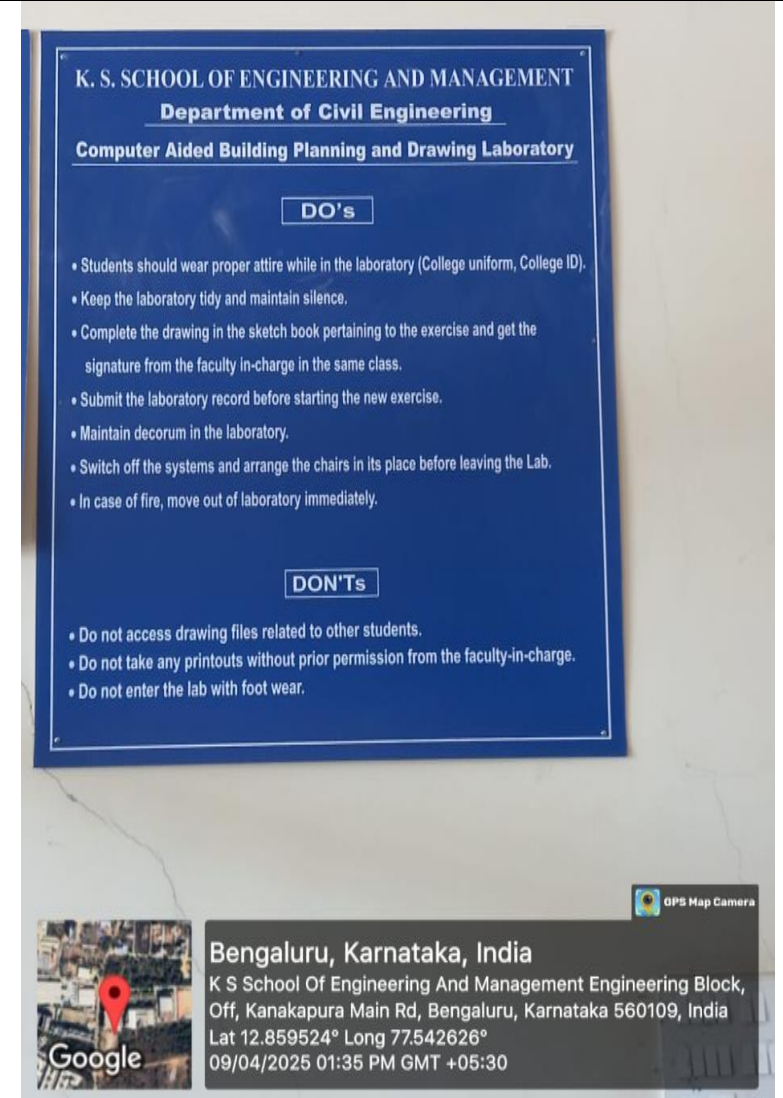 K. S. SCHOOL OF ENGINEERING AND MANAGEMENT
Department of Civil Engineering
Computer Aided Building Planning and Drawing Laboratory
DO's
• Students should wear proper attire while in the laboratory (College uniform, College ID).
• Keep the laboratory tidy and maintain silence.
• Complete the drawing in the sketch book pertaining to the exercise and get the
signature from the faculty in-charge in the same class.
• Submit the laboratory record before starting the new exercise.
• Maintain decorum in the laboratory.
• Switch off the systems and arrange the chairs in its place before leaving the Lab.
• In case of fire, move out of laboratory immediately.
DON'Ts
• Do not access drawing files related to other students.
• Do not take any printouts without prior permission from the faculty-in-charge.
• Do not enter the lab with foot wear.
GPS Map Camera
Google
Bengaluru, Karnataka, India
K S School Of Engineering And Management Engineering Block,
Off, Kanakapura Main Rd, Bengaluru, Karnataka 560109, India
Lat 12.859524° Long 77.542626°
09/04/2025 01:35 PM GMT +05:30